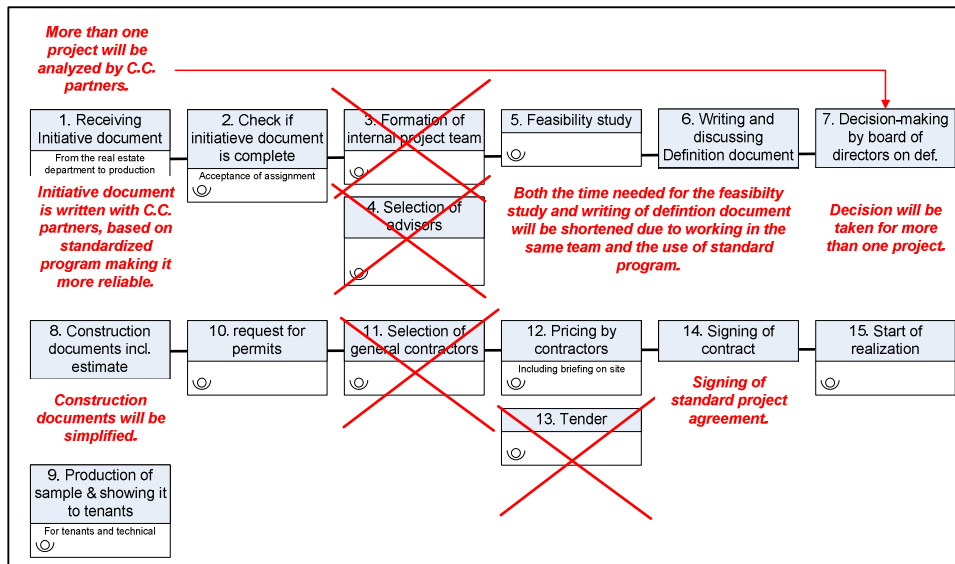 More than one
project will be
analyzed by C.C.
partners.
1. Receiving
Initiative document
From the real estate
department to production
2. Check if
initiatieve document
is complete
Acceptance of assignment
3. Formation of
internal project team
4. Selection of
advisors
5. Feasibility study
6. Writing and
discussing
Definition document
7. Decision-making
by board of
directors on def.
Initiative document
is written with C.C.
partners, based on
standardized
program making it
more reliable.
Both the time needed for the feasibilty
study and writing of defintion document
will be shortened due to working in the
same team and the use of standard
program.
Decision will be
taken for more
than one project.
8. Construction
documents incl.
estimate
10. request for
permits
11. Selection of
general contractors
12. Pricing by
contractors
Including briefing on site
14. Signing of
contract
15. Start of
realization
Construction
documents will be
simplified.
Signing of
standard project
agreement.
13. Tender
9. Production of
sample & showing it
to tenants
For tenants and technical